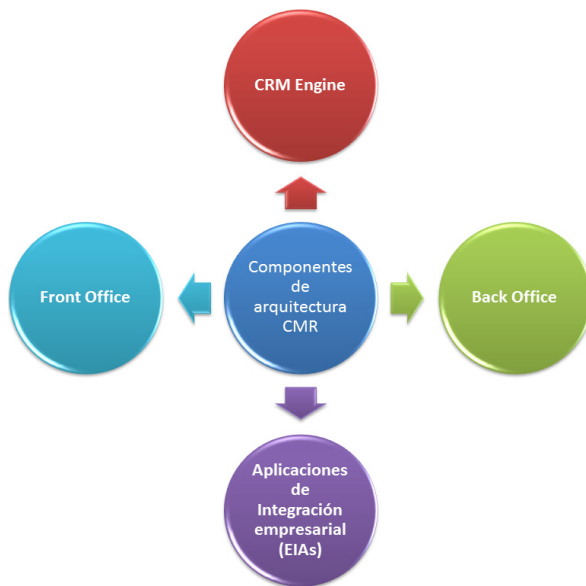 CRM Engine
Front Office
Componentes
de
arquitectura
CMR
Back Office
Aplicaciones
de
Integración
empresarial
(EIAs)